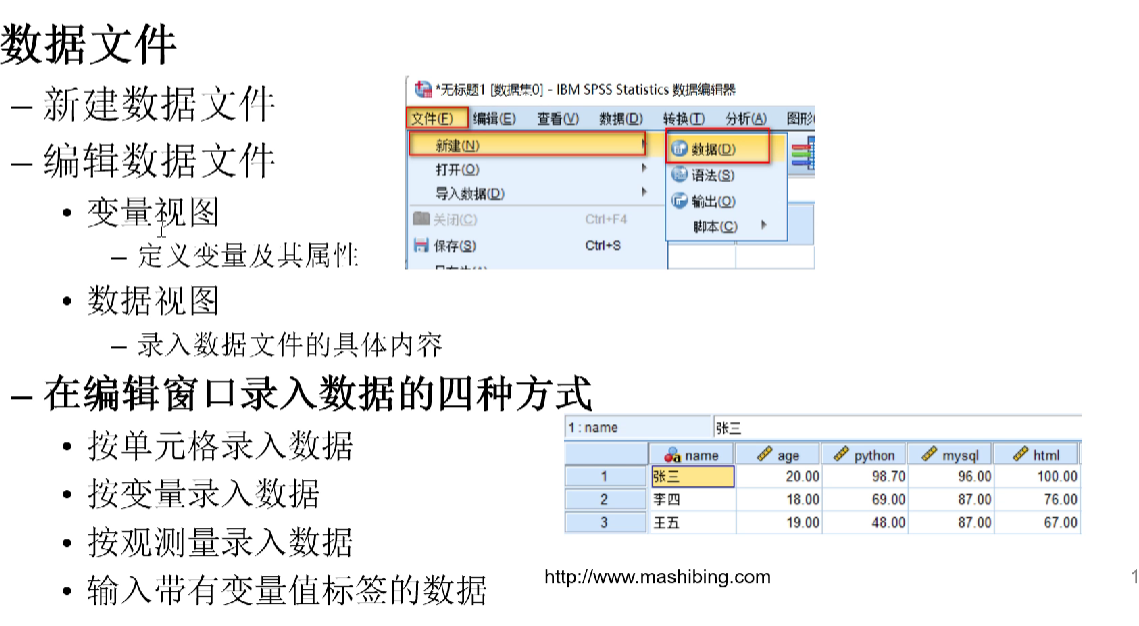 数据文件
– 新建数据文件
– 编辑数据文件
• 变量视图
– 定义变量及其属性
• 数据视图
– 录入数据文件的具体内容
– 在编辑窗口录入数据的四种方式
• 按单元格录入数据
• 按变量录入数据
• 按观测量录入数据
• 输入带有变量值标签的数据
*无标题1 [数据集0] - IBM SPSS Statistics 数据编辑器
文件(F) 编辑(E) 查看(V) 数据(D) 转换(T) 分析(A) 图形(
新建(N)
打开(O)
导入数据(D)
关闭(C) Ctrl+F4
保存(S) Ctrl+S
数据(D)
语法(S)
输出(O)
脚本(C)
1 : name 张三
name age python mysql html
1 张三 20.00 98.70 96.00 100.00
2 李四 18.00 69.00 87.00 76.00
3 王五 19.00 48.00 87.00 67.00
http://www.mashibing.com
1